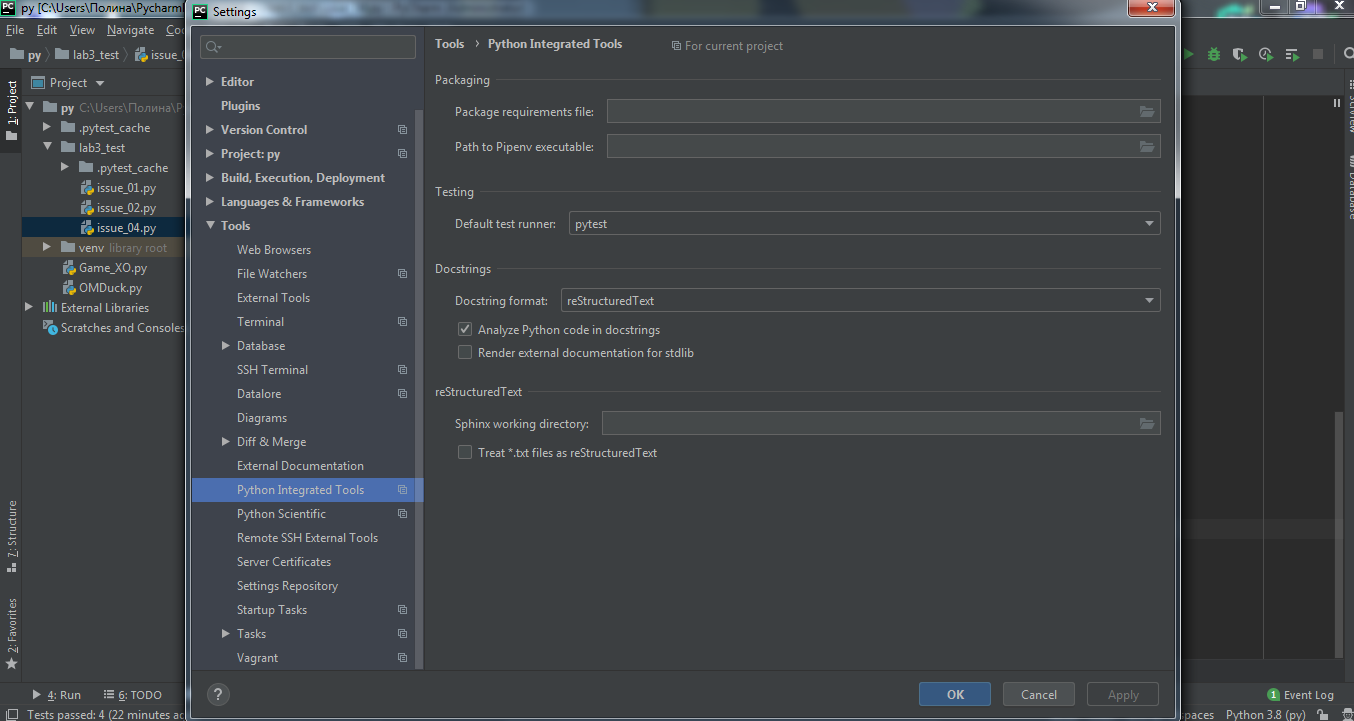 py [C:\Users\Полина\Pycharm
File Edit View Navigate
py lab3_test
Project
1: Project
py C:\Users\Полина\P
.pytest_cache
lab3_test
.pytest_cache
issue_01.py
issue_02.py
issue_04.py
venv library root
Game_XO.py
OMDuck.py
External Libraries
Scratches and Consoles
7: Structure
2: Favorites
Settings
Editor
Plugins
Version Control
Project: py
Build, Execution, Deployment
Languages & Frameworks
Tools
Web Browsers
File Watchers
External Tools
Terminal
Database
SSH Terminal
Datalore
Diagrams
Diff & Merge
External Documentation
Python Integrated Tools
Python Scientific
Remote SSH External Tools
Server Certificates
Settings Repository
Startup Tasks
Tasks
Vagrant
Tools › Python Integrated Tools For current project
Packaging
Package requirements file:
Path to Pipenv executable:
Testing
Default test runner: pytest
Docstrings
Docstring format: reStructuredText
Analyze Python code in docstrings
Render external documentation for stdlib
reStructuredText
Sphinx working directory:
Treat *.txt files as reStructuredText
? OK Cancel Apply
Database
4: Run 6: TODO
1 Event Log
Tests passed: 4 (22 minutes
Python 3.8 (py)